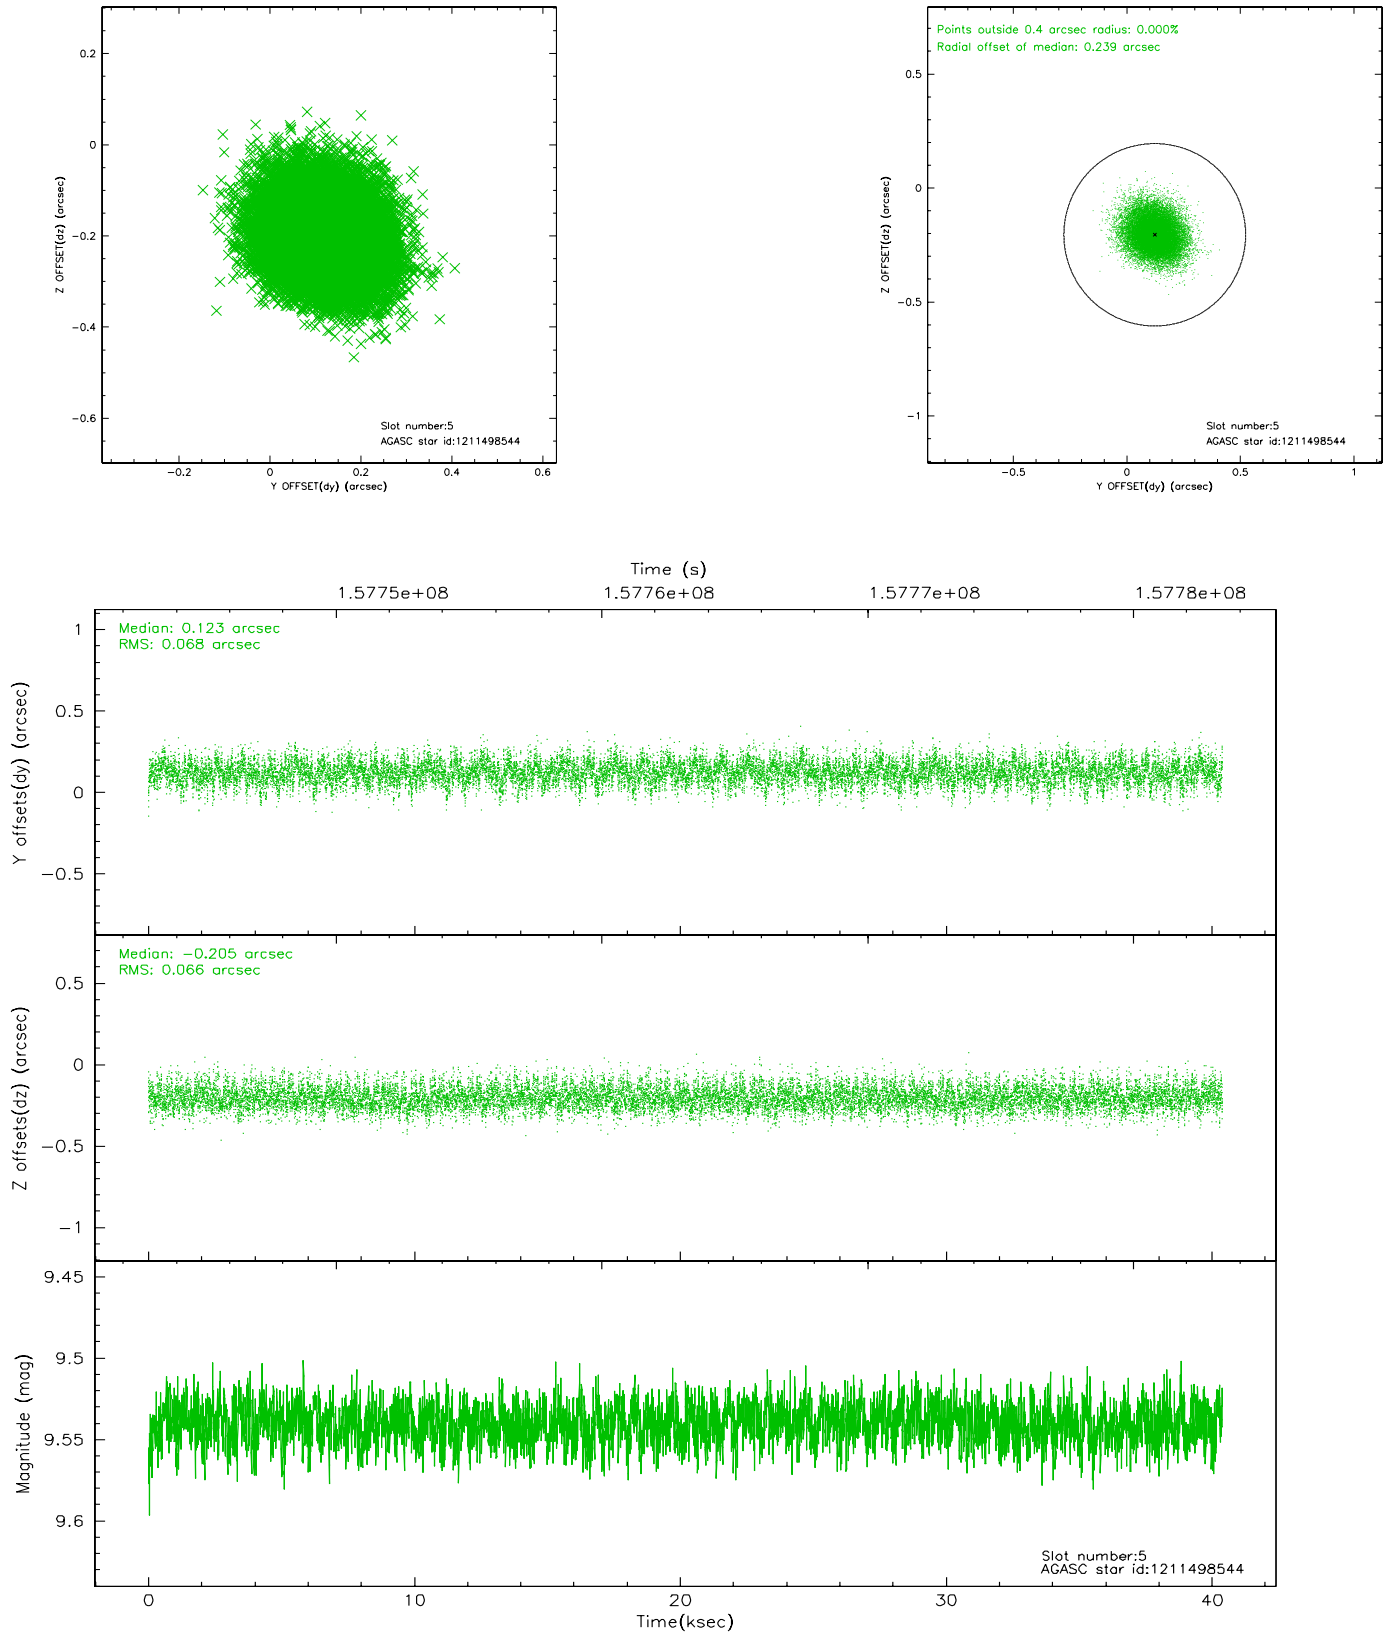 0.2
0
−0.2
−0.4
−0.6
Z OFFSET(dz) (arcsec)
Slot number:5
AGASC star id:1211498544
−0.2 0 0.2 0.4 0.6
Y OFFSET(dy) (arcsec)
Points outside 0.4 arcsec radius: 0.000%
Radial offset of median: 0.239 arcsec
0.5
0
−0.5
−1
Z OFFSET(dz) (arcsec)
Slot number:5
AGASC star id:1211498544
−0.5 0 0.5 1
Y OFFSET(dy) (arcsec)
Time (s)
1.5775e+08 1.5776e+08 1.5777e+08 1.5778e+08
Median: 0.123 arcsec
RMS: 0.068 arcsec
1
0.5
0
−0.5
Y offsets(dy) (arcsec)
Median: −0.205 arcsec
RMS: 0.066 arcsec
0.5
0
−0.5
−1
Z offsets(dz) (arcsec)
9.45
9.5
9.55
9.6
Magnitude (mag)
Slot number:5
AGASC star id:1211498544
0 10 20 30 40
Time(ksec)